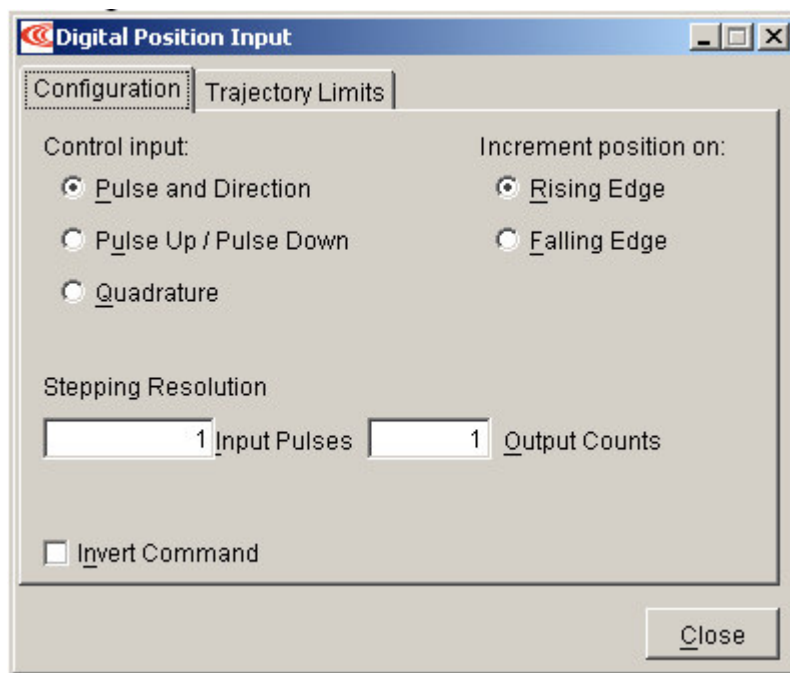 Digital Position Input
Configuration Trajectory Limits
Control input: Increment position on:
Pulse and Direction Rising Edge
Pulse Up / Pulse Down Falling Edge
Quadrature
Stepping Resolution
1 Input Pulses 1 Output Counts
Invert Command
Close